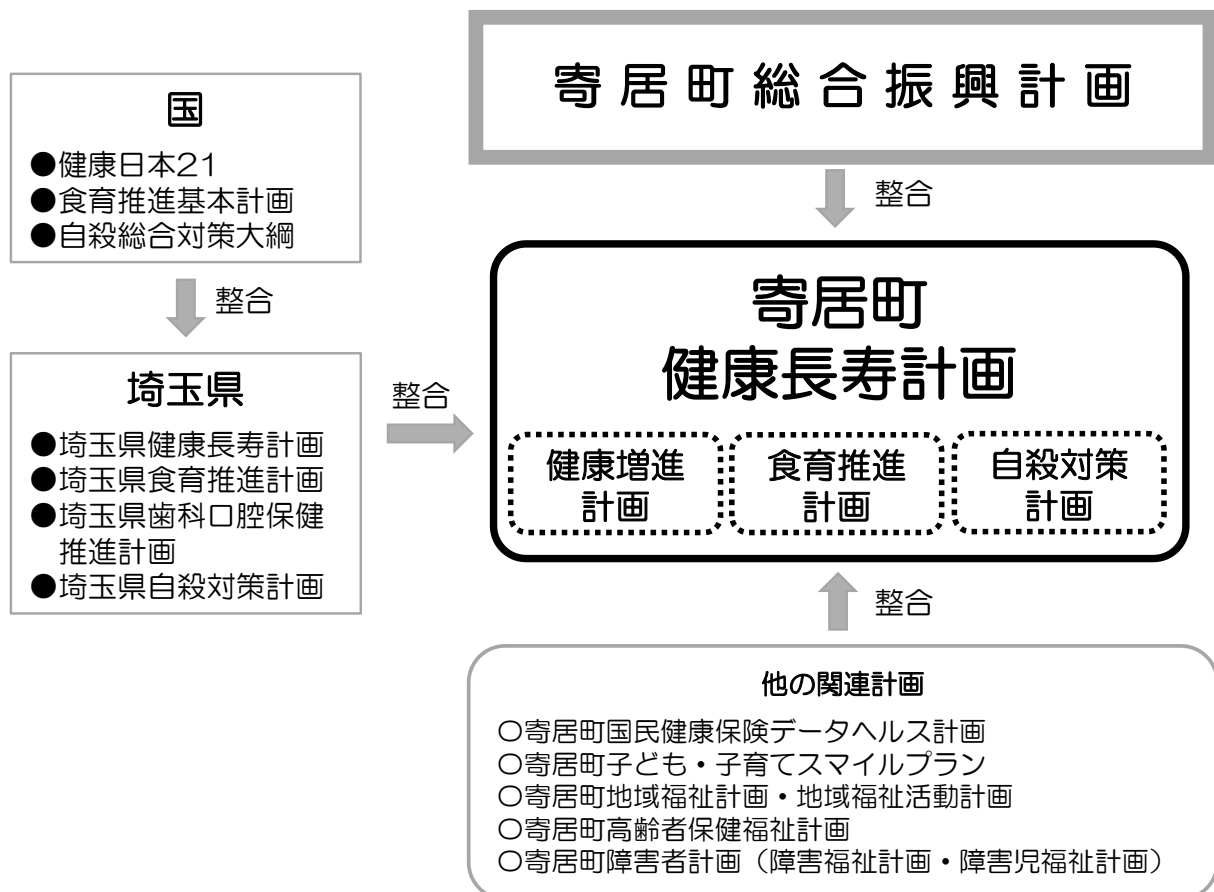 寄居町総合振興計画
国
●健康日本21
●食育推進基本計画
●自殺総合対策大綱
整合
整合
埼玉県
●埼玉県健康長寿計画
●埼玉県食育推進計画
●埼玉県歯科口腔保健
推進計画
●埼玉県自殺対策計画
整合
寄居町
健康長寿計画
健康増進
計画
食育推進
計画
自殺対策
計画
整合
他の関連計画
○寄居町国民健康保険データヘルス計画
○寄居町子ども・子育てスマイルプラン
○寄居町地域福祉計画・地域福祉活動計画
○寄居町高齢者保健福祉計画
○寄居町障害者計画（障害福祉計画・障害児福祉計画）